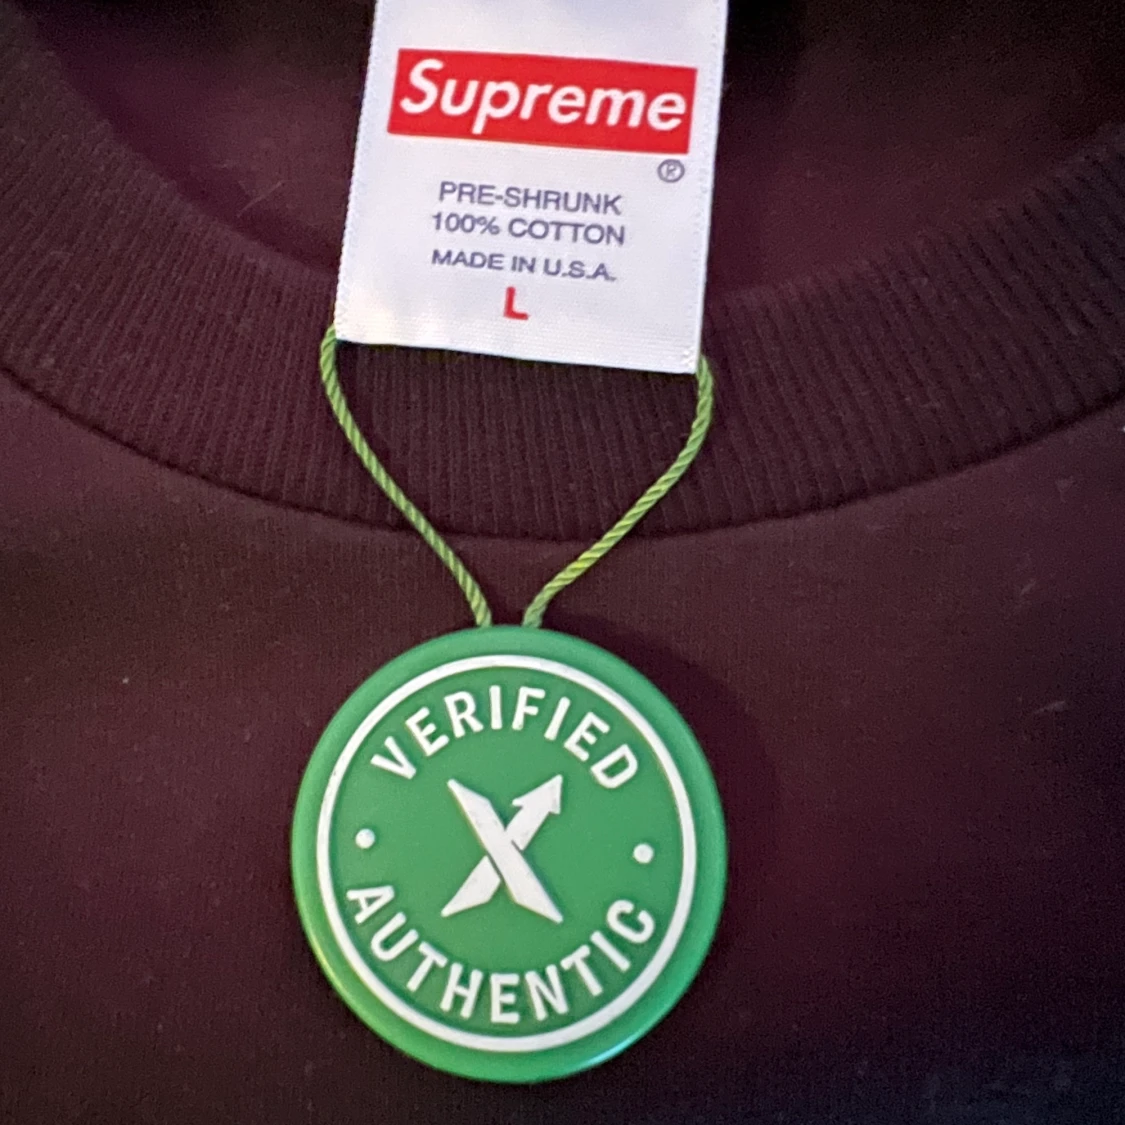 Supreme
®
PRE-SHRUNK
100% COTTON
MADE IN U.S.A.
L
VERIFIED
X
AUTHENTIC